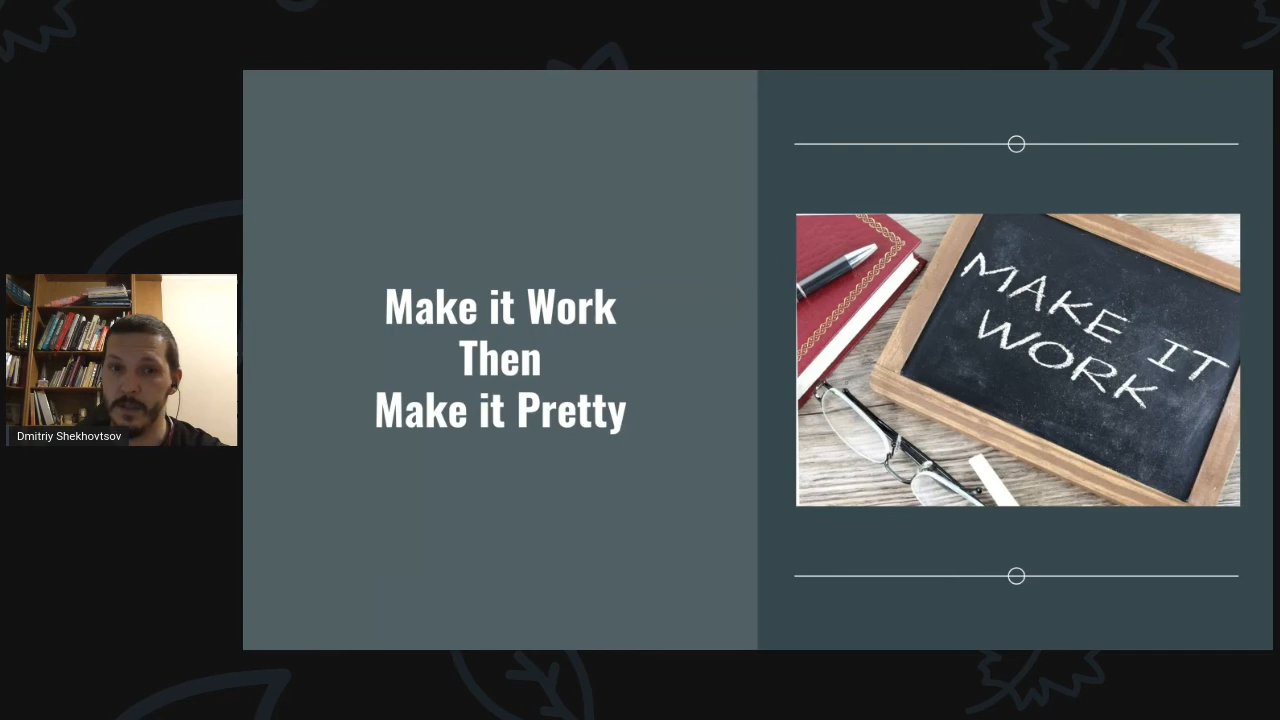 Make it Work
Then
Make it Pretty
MAKE IT
WORK
Dmitriy Shekhovtsov